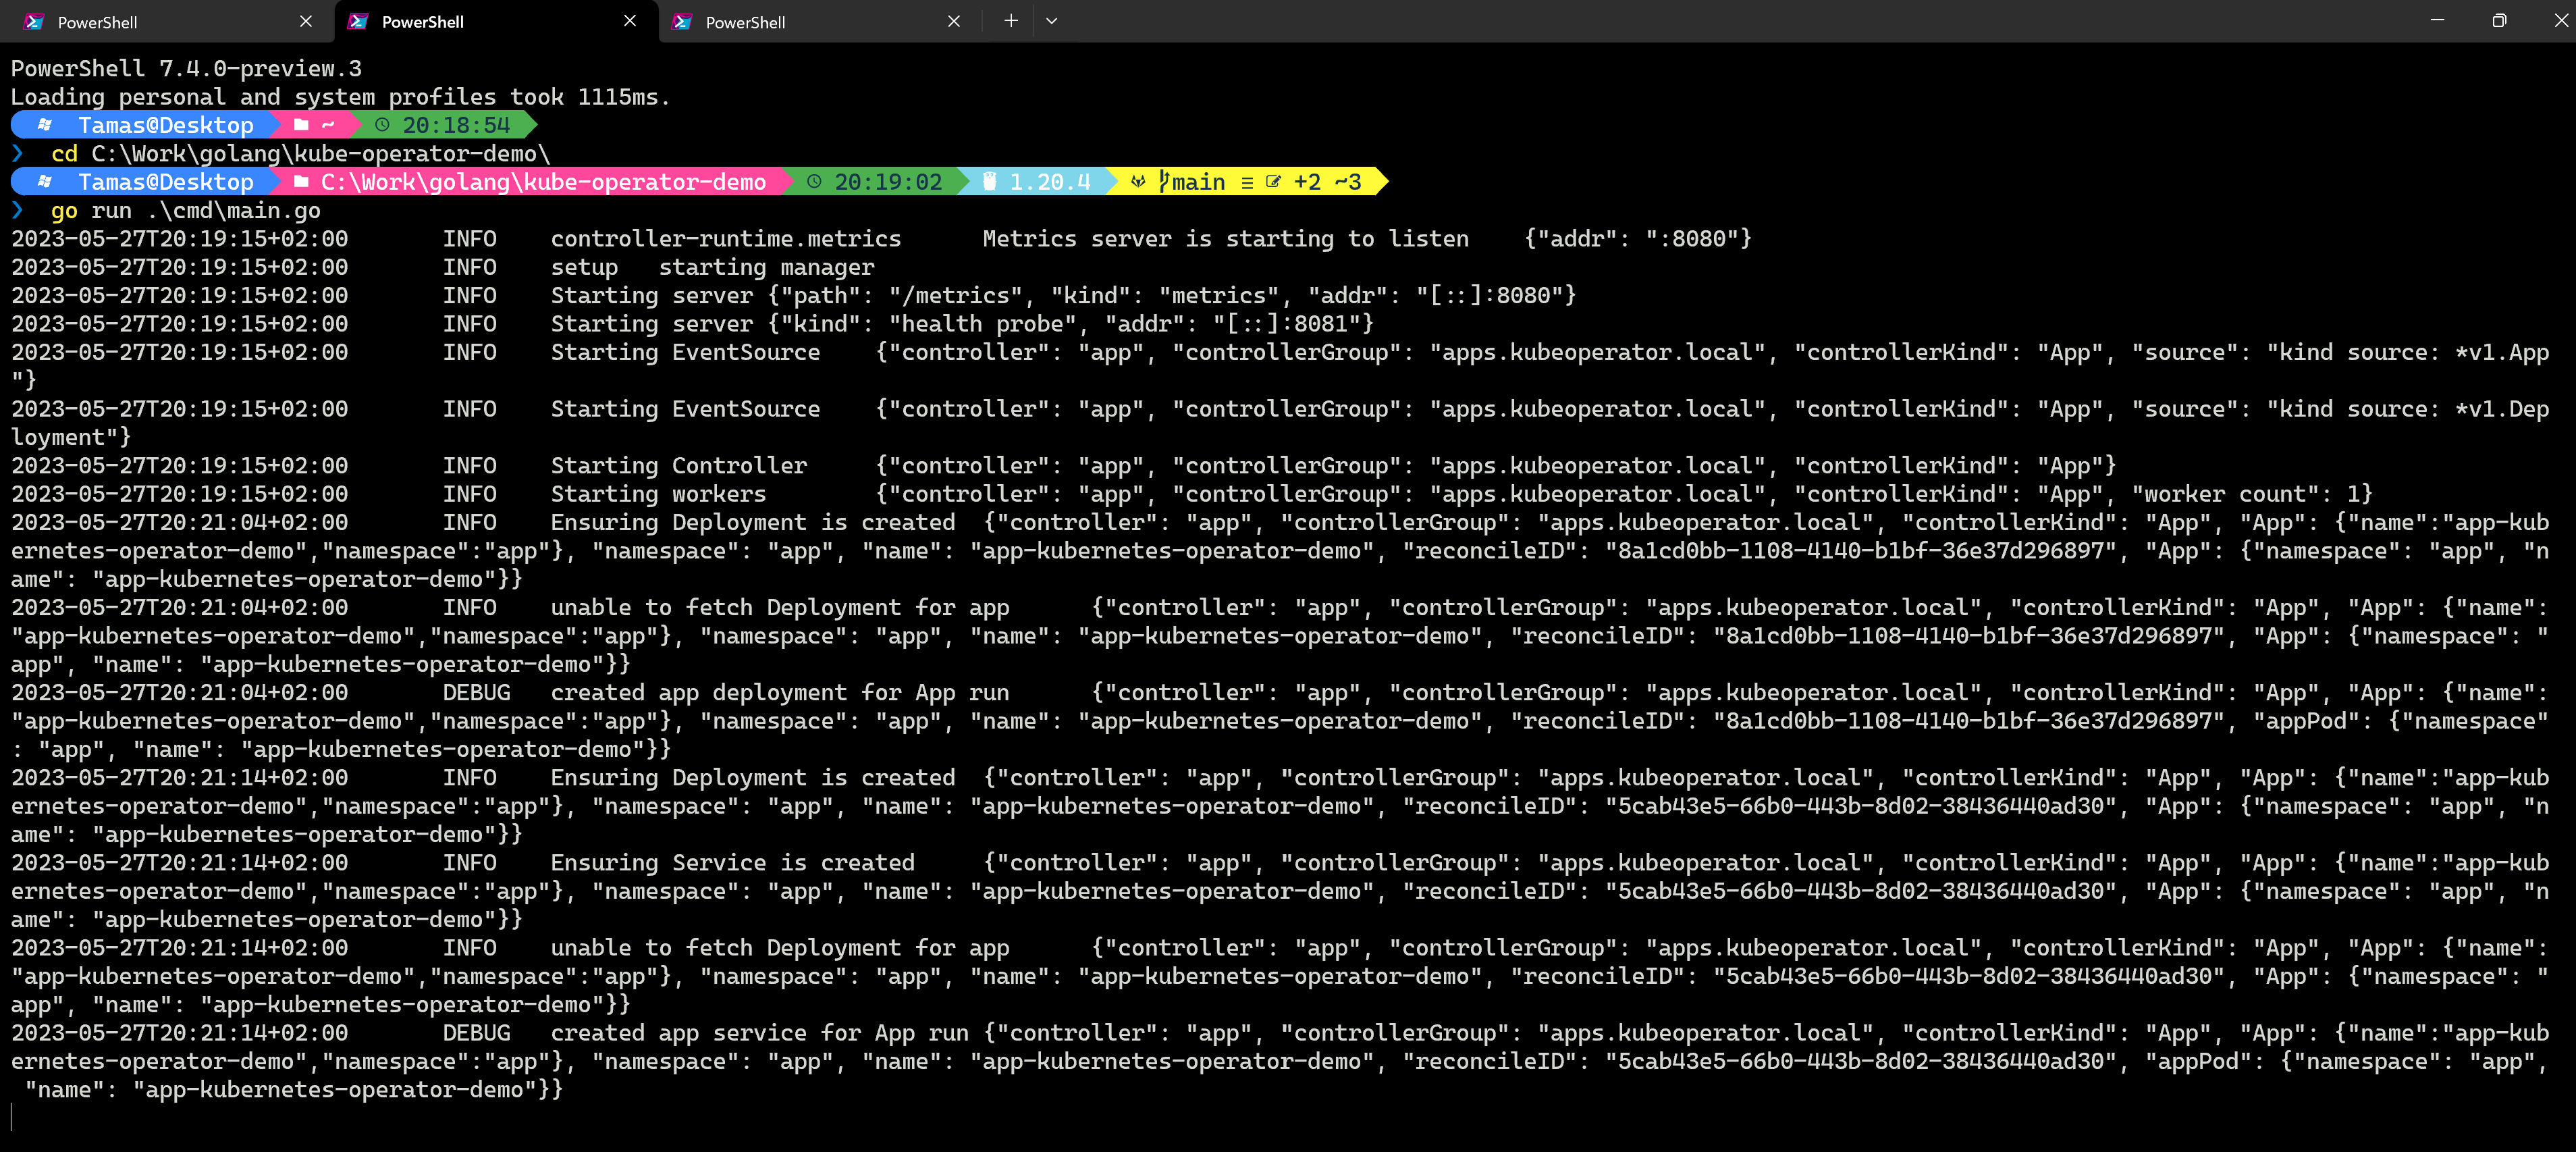 PowerShell
PowerShell
PowerShell
PowerShell 7.4.0-preview.3
Loading personal and system profiles took 1115ms.
Tamas@Desktop ~ 20:18:54
❯ cd C:\Work\golang\kube-operator-demo\
Tamas@Desktop C:\Work\golang\kube-operator-demo 20:19:02 1.20.4 main ≡ +2 ~3
❯ go run .\cmd\main.go
2023-05-27T20:19:15+02:00 INFO controller-runtime.metrics Metrics server is starting to listen {"addr": ":8080"}
2023-05-27T20:19:15+02:00 INFO setup starting manager
2023-05-27T20:19:15+02:00 INFO Starting server {"path": "/metrics", "kind": "metrics", "addr": "[::]:8080"}
2023-05-27T20:19:15+02:00 INFO Starting server {"kind": "health probe", "addr": "[::]:8081"}
2023-05-27T20:19:15+02:00 INFO Starting EventSource {"controller": "app", "controllerGroup": "apps.kubeoperator.local", "controllerKind": "App", "source": "kind source: *v1.App
"}
2023-05-27T20:19:15+02:00 INFO Starting EventSource {"controller": "app", "controllerGroup": "apps.kubeoperator.local", "controllerKind": "App", "source": "kind source: *v1.Dep
loyment"}
2023-05-27T20:19:15+02:00 INFO Starting Controller {"controller": "app", "controllerGroup": "apps.kubeoperator.local", "controllerKind": "App"}
2023-05-27T20:19:15+02:00 INFO Starting workers {"controller": "app", "controllerGroup": "apps.kubeoperator.local", "controllerKind": "App", "worker count": 1}
2023-05-27T20:21:04+02:00 INFO Ensuring Deployment is created {"controller": "app", "controllerGroup": "apps.kubeoperator.local", "controllerKind": "App", "App": {"name":"app-kub
ernetes-operator-demo","namespace":"app"}, "namespace": "app", "name": "app-kubernetes-operator-demo", "reconcileID": "8a1cd0bb-1108-4140-b1bf-36e37d296897", "App": {"namespace": "app", "n
ame": "app-kubernetes-operator-demo"}}
2023-05-27T20:21:04+02:00 INFO unable to fetch Deployment for app {"controller": "app", "controllerGroup": "apps.kubeoperator.local", "controllerKind": "App", "App": {"name":
"app-kubernetes-operator-demo","namespace":"app"}, "namespace": "app", "name": "app-kubernetes-operator-demo", "reconcileID": "8a1cd0bb-1108-4140-b1bf-36e37d296897", "App": {"namespace": "
app", "name": "app-kubernetes-operator-demo"}}
2023-05-27T20:21:04+02:00 DEBUG created app deployment for App run {"controller": "app", "controllerGroup": "apps.kubeoperator.local", "controllerKind": "App", "App": {"name":
"app-kubernetes-operator-demo","namespace":"app"}, "namespace": "app", "name": "app-kubernetes-operator-demo", "reconcileID": "8a1cd0bb-1108-4140-b1bf-36e37d296897", "appPod": {"namespace"
: "app", "name": "app-kubernetes-operator-demo"}}
2023-05-27T20:21:14+02:00 INFO Ensuring Deployment is created {"controller": "app", "controllerGroup": "apps.kubeoperator.local", "controllerKind": "App", "App": {"name":"app-kub
ernetes-operator-demo","namespace":"app"}, "namespace": "app", "name": "app-kubernetes-operator-demo", "reconcileID": "5cab43e5-66b0-443b-8d02-38436440ad30", "App": {"namespace": "app", "n
ame": "app-kubernetes-operator-demo"}}
2023-05-27T20:21:14+02:00 INFO Ensuring Service is created {"controller": "app", "controllerGroup": "apps.kubeoperator.local", "controllerKind": "App", "App": {"name":"app-kub
ernetes-operator-demo","namespace":"app"}, "namespace": "app", "name": "app-kubernetes-operator-demo", "reconcileID": "5cab43e5-66b0-443b-8d02-38436440ad30", "App": {"namespace": "app", "n
ame": "app-kubernetes-operator-demo"}}
2023-05-27T20:21:14+02:00 INFO unable to fetch Deployment for app {"controller": "app", "controllerGroup": "apps.kubeoperator.local", "controllerKind": "App", "App": {"name":
"app-kubernetes-operator-demo","namespace":"app"}, "namespace": "app", "name": "app-kubernetes-operator-demo", "reconcileID": "5cab43e5-66b0-443b-8d02-38436440ad30", "App": {"namespace": "
app", "name": "app-kubernetes-operator-demo"}}
2023-05-27T20:21:14+02:00 DEBUG created app service for App run {"controller": "app", "controllerGroup": "apps.kubeoperator.local", "controllerKind": "App", "App": {"name":"app-kub
ernetes-operator-demo","namespace":"app"}, "namespace": "app", "name": "app-kubernetes-operator-demo", "reconcileID": "5cab43e5-66b0-443b-8d02-38436440ad30", "appPod": {"namespace": "app",
"name": "app-kubernetes-operator-demo"}}